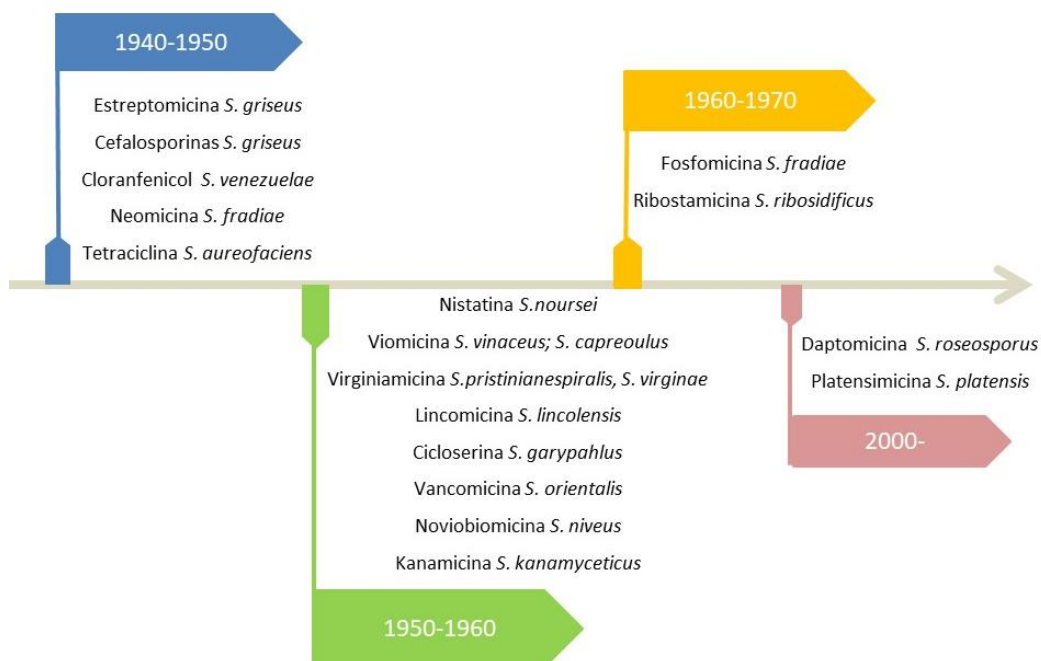 1940-1950
Estreptomicina S. griseus
Cefalosporinas S. griseus
Cloranfenicol S. venezuelae
Neomicina S. fradiae
Tetraciclina S. aureofaciens
1960-1970
Fosfomicina S. fradiae
Ribostamicina S. ribosidificus
Nistatina S.noursei
Viomicina S. vinaceus; S. capreoulus
Virginiamicina S.pristinianespiralis, S. virginae
Lincomicina S. lincolensis
Cicloserina S. garypahlus
Vancomicina S. orientalis
Noviobiomicina S. niveus
Kanamicina S. kanamyceticus
1950-1960
Daptomicina S. roseosporus
Platensimicina S. platensis
2000-